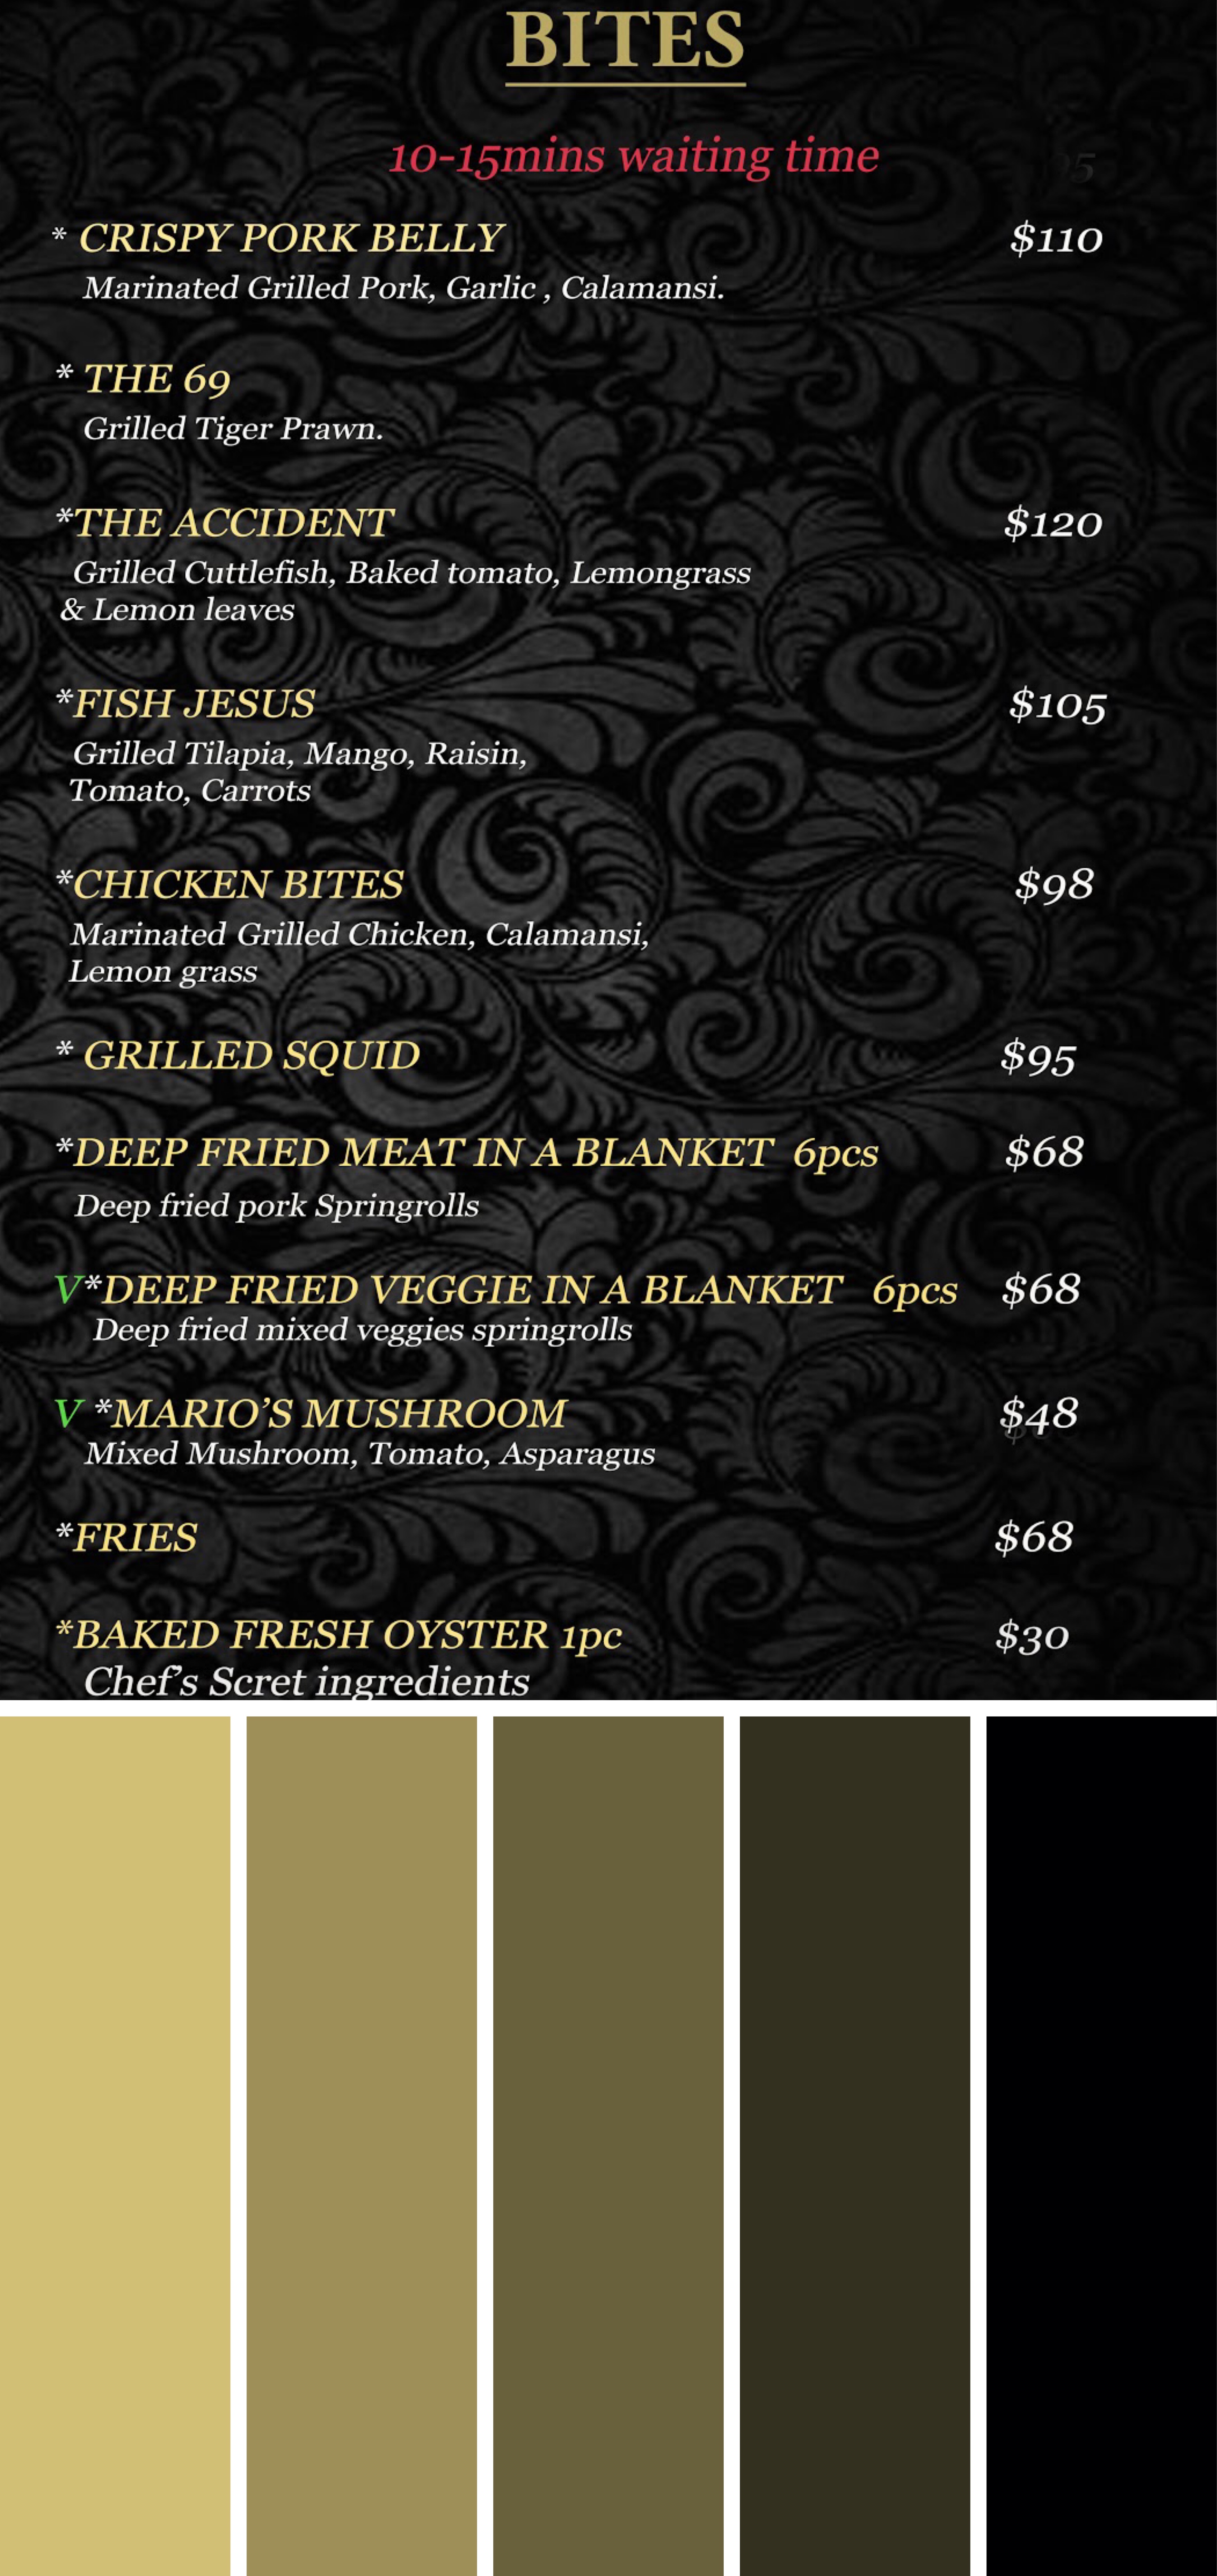 BITES
10-15mins waiting time
* CRISPY PORK BELLY $110
Marinated Grilled Pork, Garlic , Calamansi.
* THE 69
Grilled Tiger Prawn.
*THE ACCIDENT $120
Grilled Cuttlefish, Baked tomato, Lemongrass
& Lemon leaves
*FISH JESUS $105
Grilled Tilapia, Mango, Raisin,
Tomato, Carrots
*CHICKEN BITES $98
Marinated Grilled Chicken, Calamansi,
Lemon grass
* GRILLED SQUID $95
*DEEP FRIED MEAT IN A BLANKET 6pcs $68
Deep fried pork Springrolls
V*DEEP FRIED VEGGIE IN A BLANKET 6pcs $68
Deep fried mixed veggies springrolls
V *MARIO’S MUSHROOM $48
Mixed Mushroom, Tomato, Asparagus
*FRIES $68
*BAKED FRESH OYSTER 1pc $30
Chef’s Scret ingredients